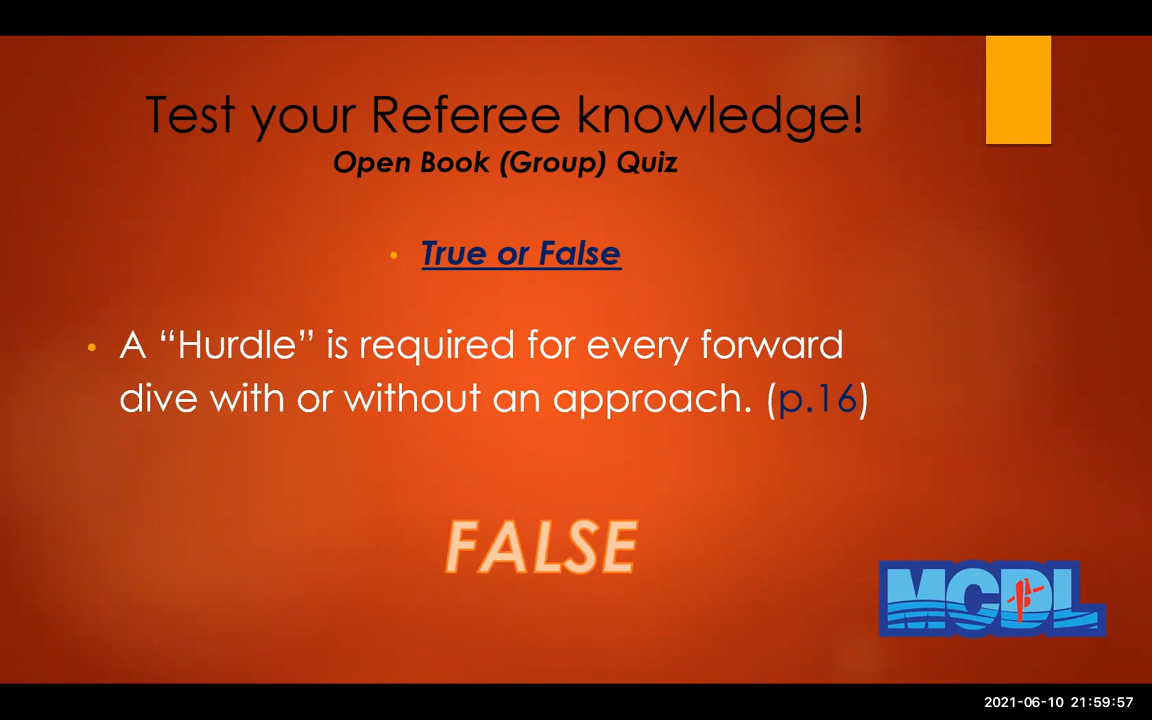 Test your Referee knowledge!
Open Book (Group) Quiz
• True or False
• A “Hurdle” is required for every forward
dive with or without an approach. (p.16)
FALSE
MCDL
2021-06-10 21:59:57